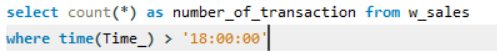 select count(*) as number_of_transaction from w_sales
where time(Time_) > '18:00:00'